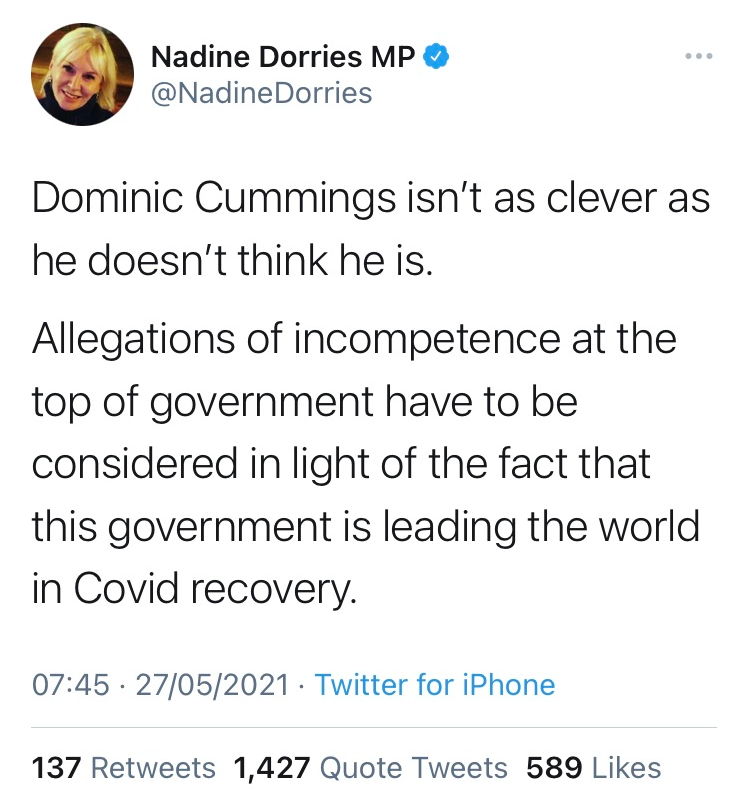 Nadine Dorries MP
@NadineDorries
Dominic Cummings isn’t as clever as
he doesn’t think he is.
Allegations of incompetence at the
top of government have to be
considered in light of the fact that
this government is leading the world
in Covid recovery.
07:45 · 27/05/2021 · Twitter for iPhone
137 Retweets 1,427 Quote Tweets 589 Likes